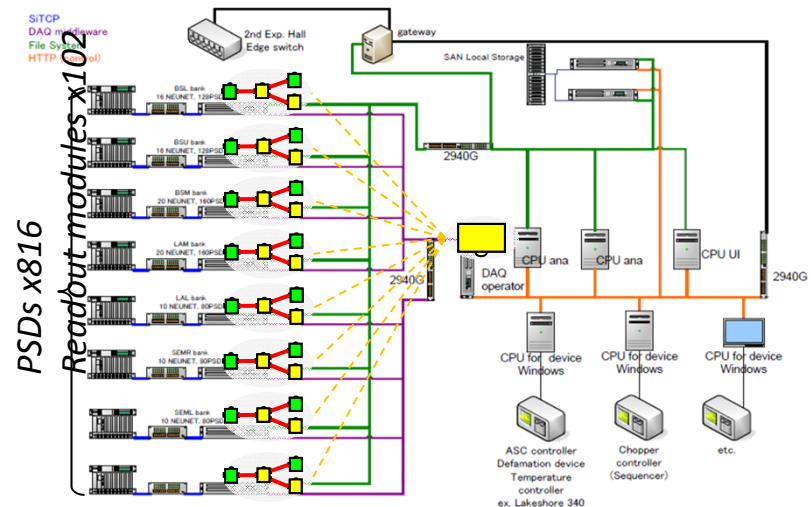 SiTCP
DAQ middleware
File System
HTTP (control)
2nd Exp. Hall
Edge switch
gateway
SAN Local Storage
PSDs x816
Readout modules x102
BSL bank
16 NEUNET, 128PSD
BSU bank
16 NEUNET, 128PSD
BSM bank
20 NEUNET, 160PSD
LAM bank
20 NEUNET, 160PSD
LAL bank
10 NEUNET, 80PSD
SEMR bank
10 NEUNET, 80PSD
SEML bank
10 NEUNET, 80PSD
2940G
2940G
2940G
DAQ
operator
CPU ana
CPU ana
CPU UI
CPU for device
Windows
CPU for device
Windows
CPU for device
Windows
ASC controller
Defamation device
Temperature
controller
ex. Lakeshore 340
Chopper
controller
(Sequencer)
etc.